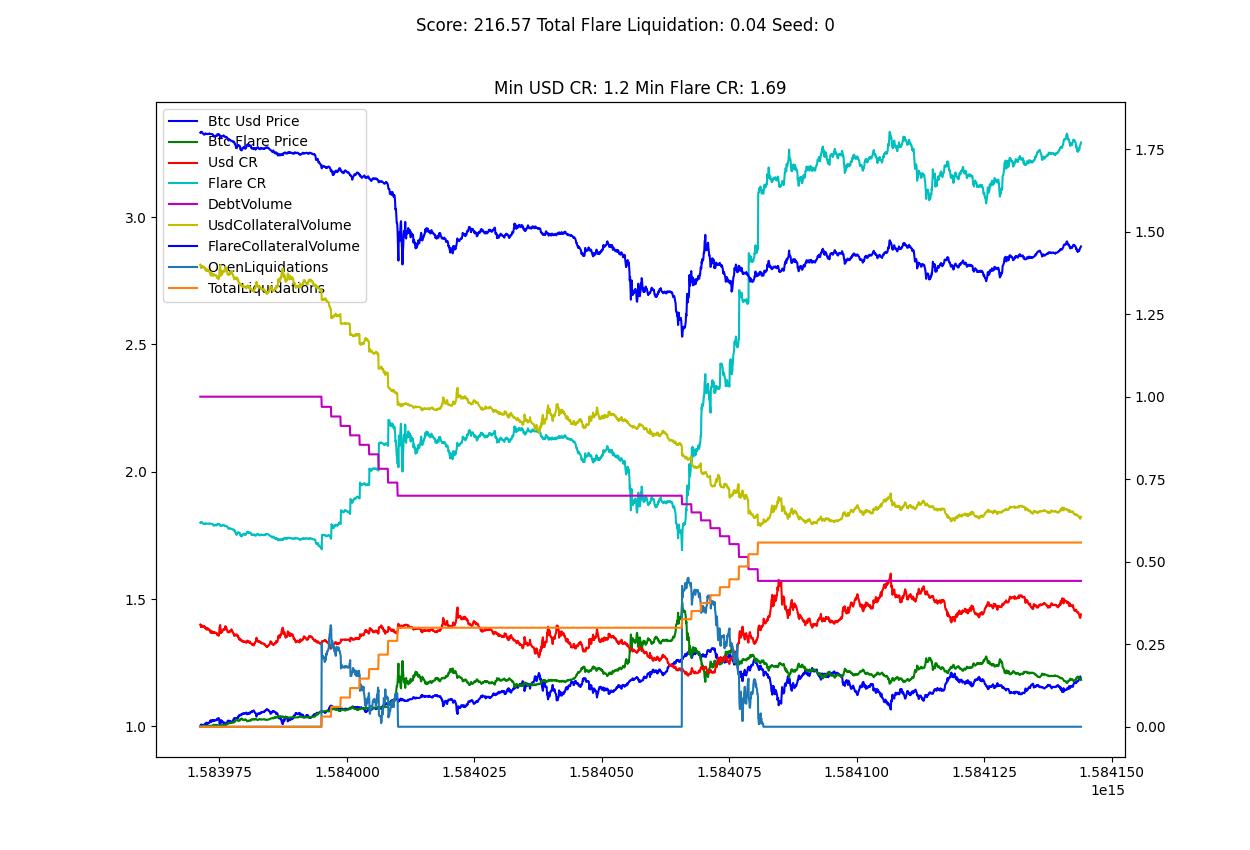 Score: 216.57 Total Flare Liquidation: 0.04 Seed: 0
Min USD CR: 1.2 Min Flare CR: 1.69
Btc Usd Price
Btc Flare Price
Usd CR
Flare CR
DebtVolume
UsdCollateralVolume
FlareCollateralVolume
OpenLiquidations
TotalLiquidations
3.0
2.5
2.0
1.5
1.0
1.75
1.50
1.25
1.00
0.75
0.50
0.25
0.00
1.583975 1.584000 1.584025 1.584050 1.584075 1.584100 1.584125 1.584150
1e15